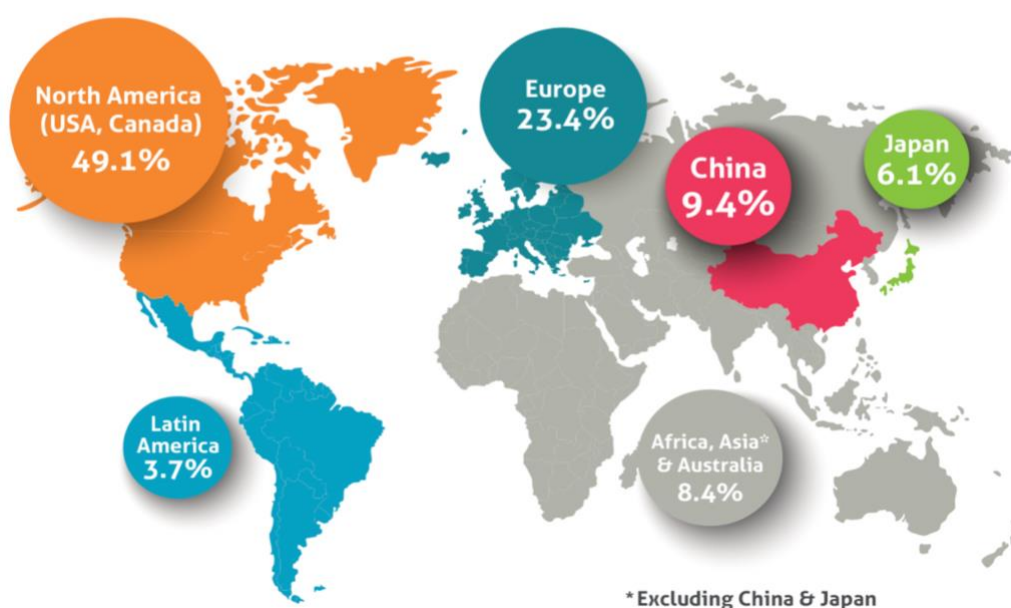 North America
(USA, Canada)
49.1%
Europe
23.4%
China
9.4%
Japan
6.1%
Latin
America
3.7%
Africa, Asia*
& Australia
8.4%
*Excluding China & Japan